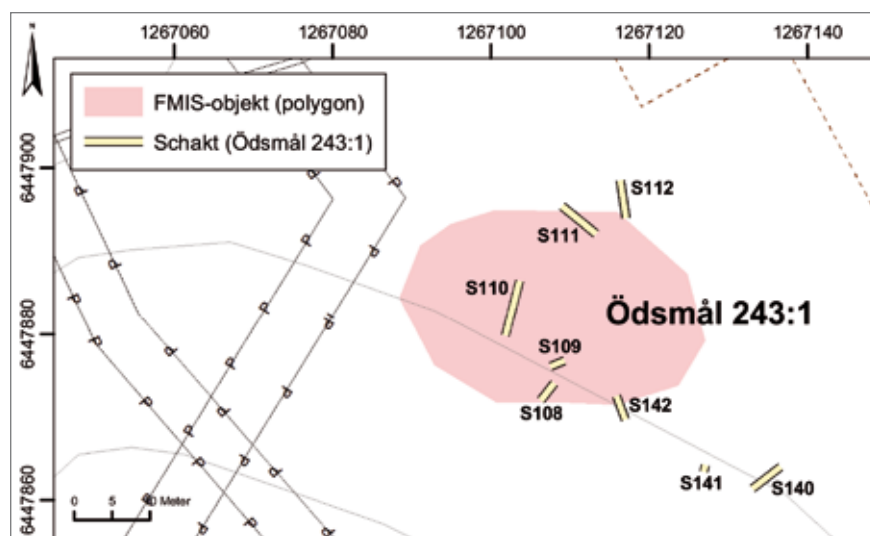 1267060 1267080 1267100 1267120 1267140
N
FMIS-objekt (polygon)
Schakt (Ödsmål 243:1)
6447900
S112
S111
S110
Ödsmål 243:1
6447880
S109
S108
S142
S141
S140
6447860
0 5 10 Meter